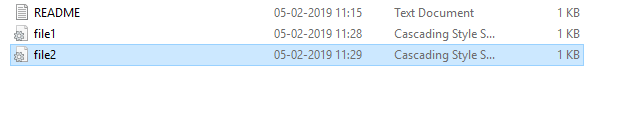 README 05-02-2019 11:15 Text Document 1 KB
file1 05-02-2019 11:28 Cascading Style S... 1 KB
file2 05-02-2019 11:29 Cascading Style S... 1 KB